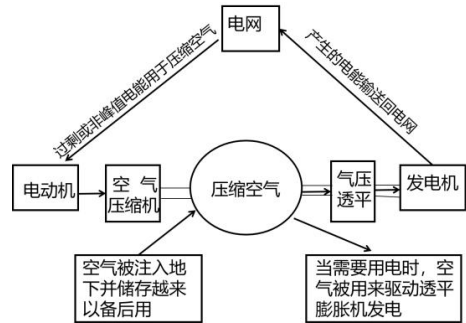 电网
过剩或非峰值电能用于压缩空气
产生的电能输送回电网
电动机
空 气
压缩机
压缩空气
气压
透平
发电机
空气被注入地
下并储存越来
以备后用
当需要用电时，空
气被用来驱动透平
膨胀机发电